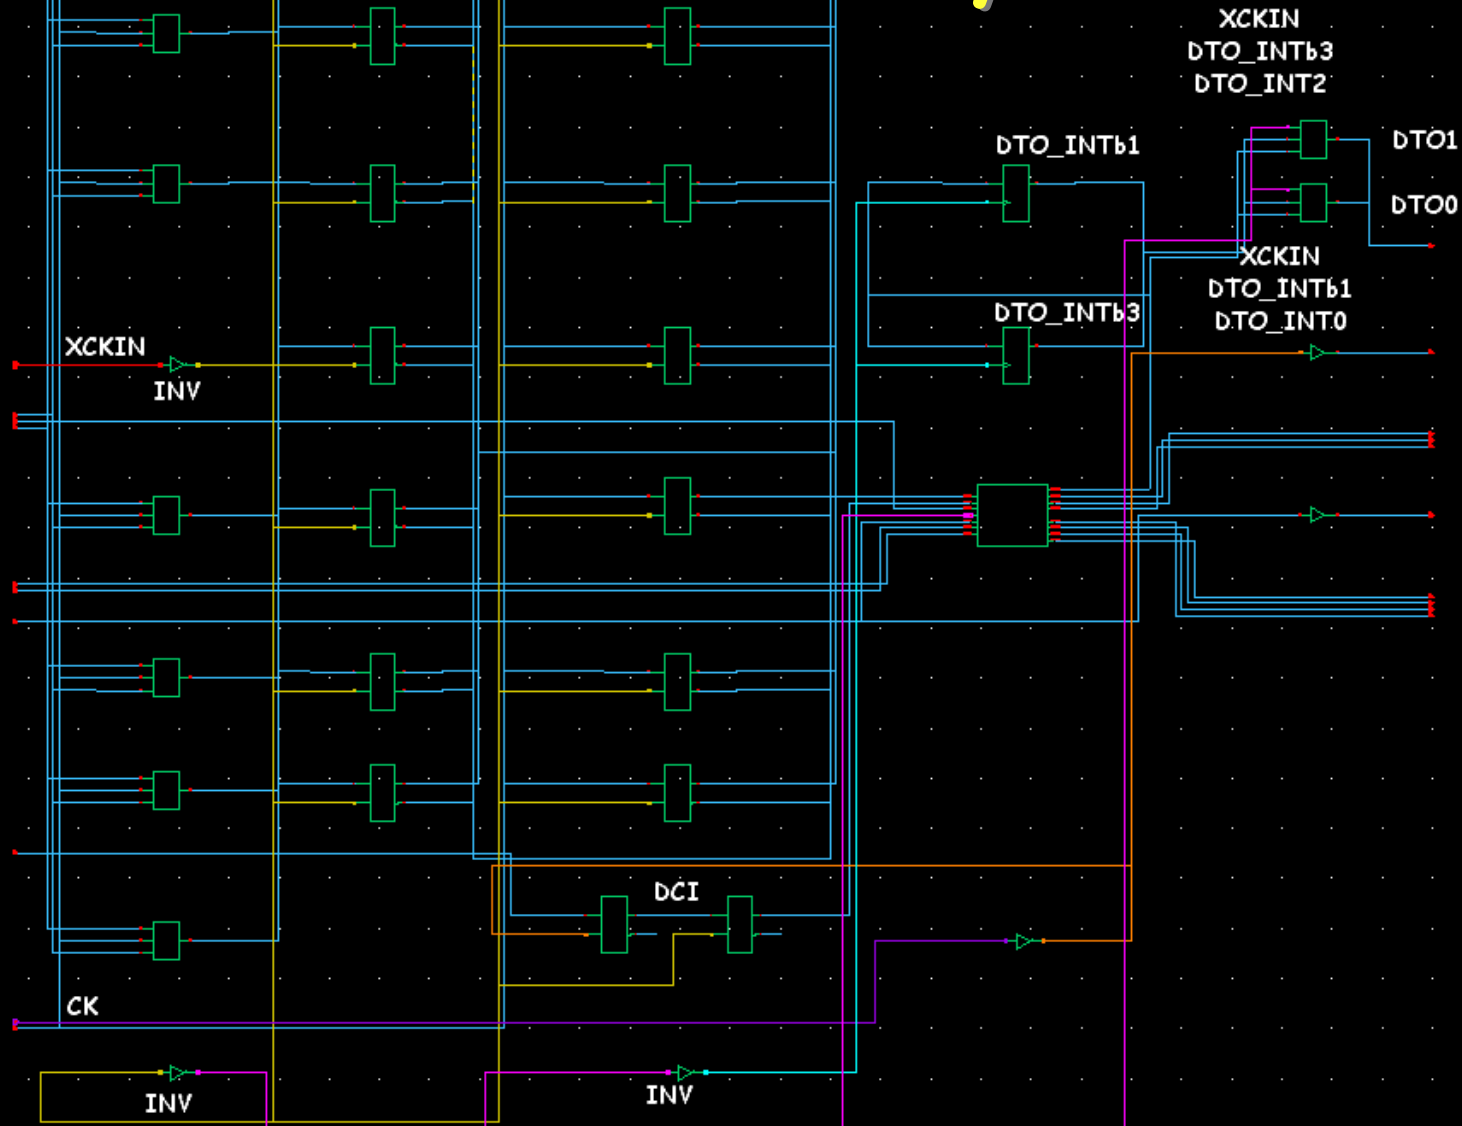 XCKIN
DTO_INTb3
DTO_INT2
DTO1
DTO_INTb1
DTO0
XCKIN
DTO_INTb1
DTO_INT0
DTO_INTb3
XCKIN
INV
DCI
CK
INV
INV